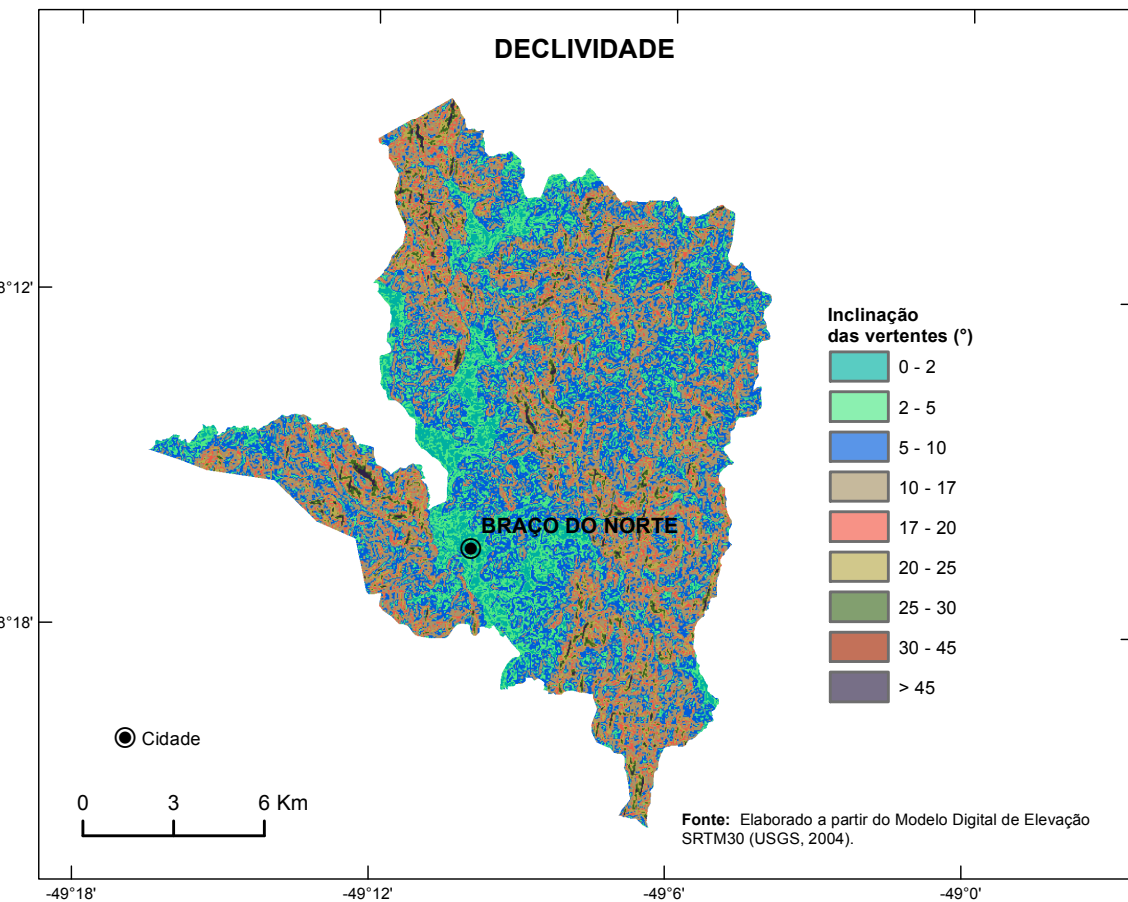 DECLIVIDADE
8°12'
Inclinação
das vertentes (°)
0 - 2
2 - 5
5 - 10
10 - 17
17 - 20
20 - 25
25 - 30
30 - 45
> 45
BRAÇO DO NORTE
8°18'
Cidade
0 3 6 Km
Fonte: Elaborado a partir do Modelo Digital de Elevação
SRTM30 (USGS, 2004).
-49°18' -49°12' -49°6' -49°0'